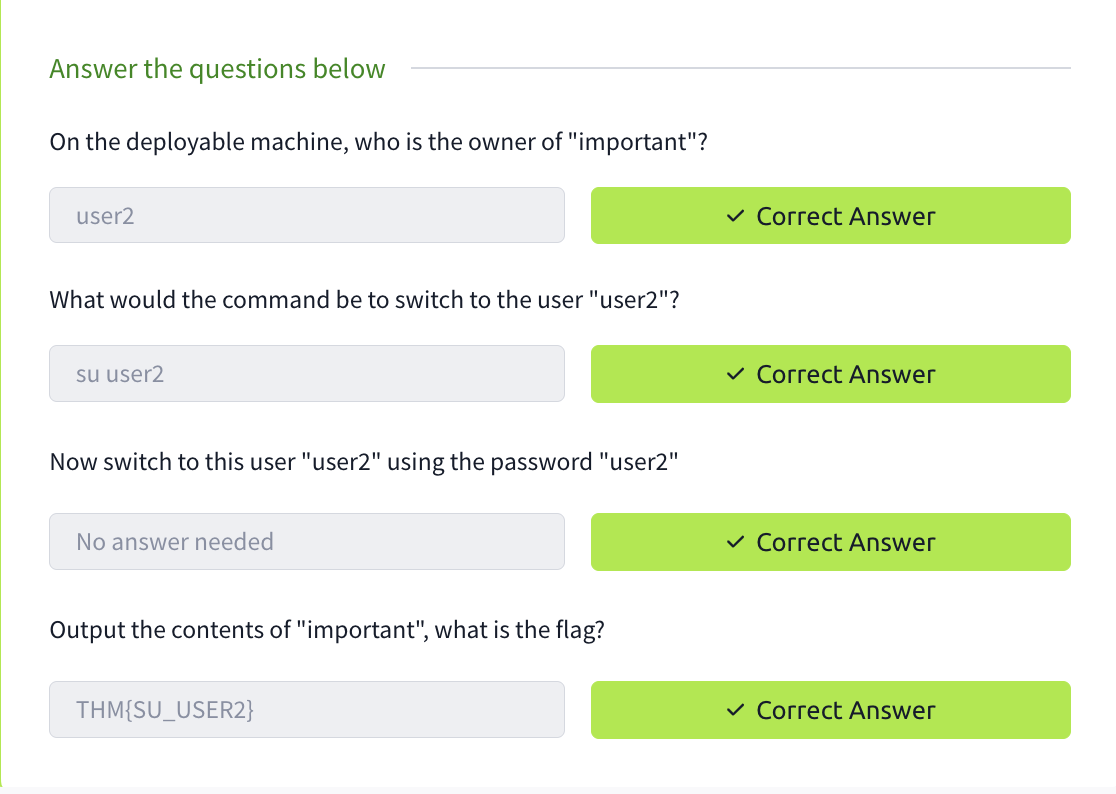 Answer the questions below
On the deployable machine, who is the owner of "important"?
user2
✓ Correct Answer
What would the command be to switch to the user "user2"?
su user2
✓ Correct Answer
Now switch to this user "user2" using the password "user2"
No answer needed
✓ Correct Answer
Output the contents of "important", what is the flag?
THM{SU_USER2}
✓ Correct Answer